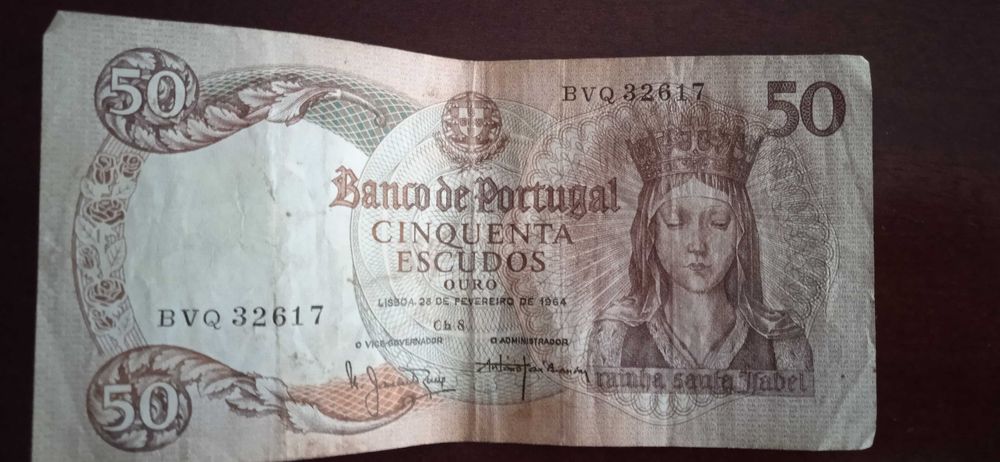 50
BVQ 32617
50
Banco de Portugal
CINQUENTA
ESCUDOS
OURO
LISBOA 28 DE FEVEREIRO DE 1964
Ch 8
BVQ 32617
O VICE-GOVERNADOR
O ADMINISTRADOR
rainha santa Isabel
50